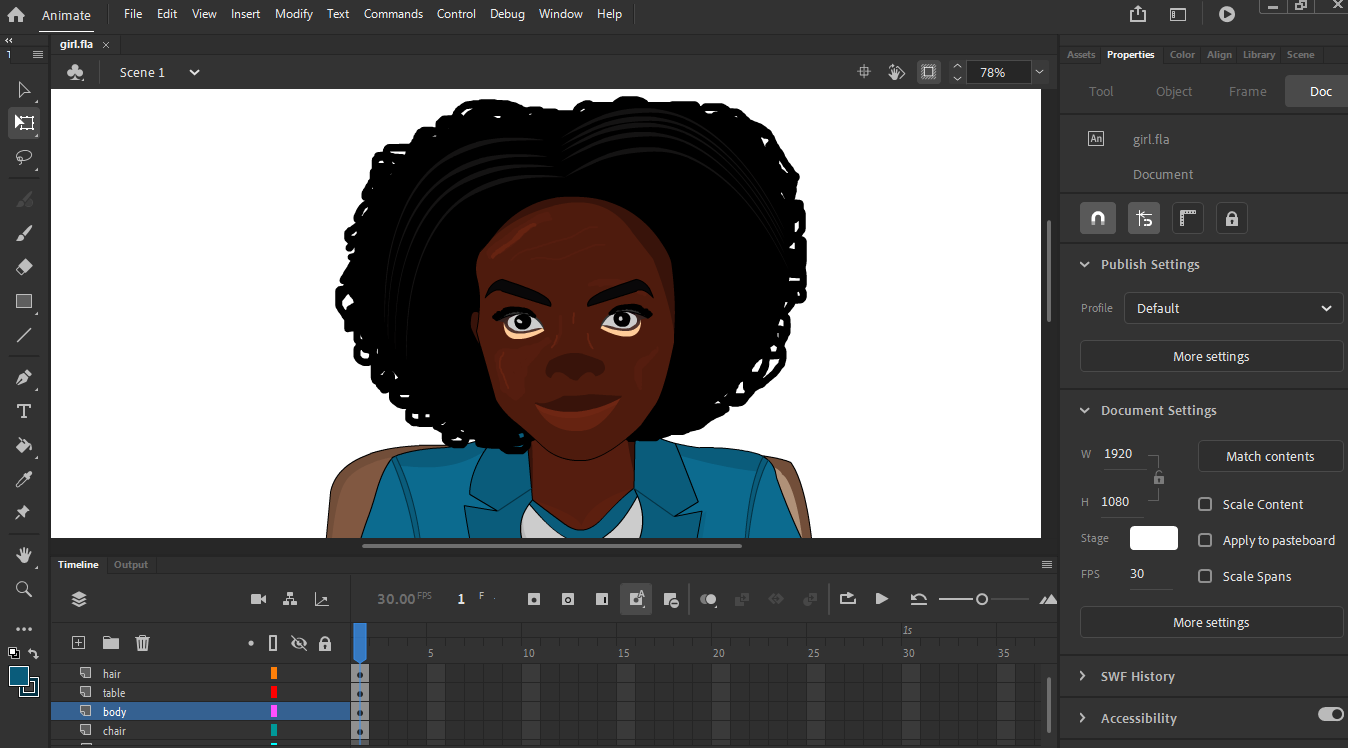 Animate File Edit View Insert Modify Text Commands Control Debug Window Help
girl.fla
Scene 1
78%
Assets Properties Color Align Library Scene
Tool Object Frame Doc
An girl.fla
Document
Publish Settings
Profile Default
More settings
Document Settings
W 1920 Match contents
H 1080 Scale Content
Stage Apply to pasteboard
FPS 30 Scale Spans
More settings
SWF History
Accessibility
Timeline Output
30.00 FPS 1 F
1s
5 10 15 20 25 30 35
hair
table
body
chair